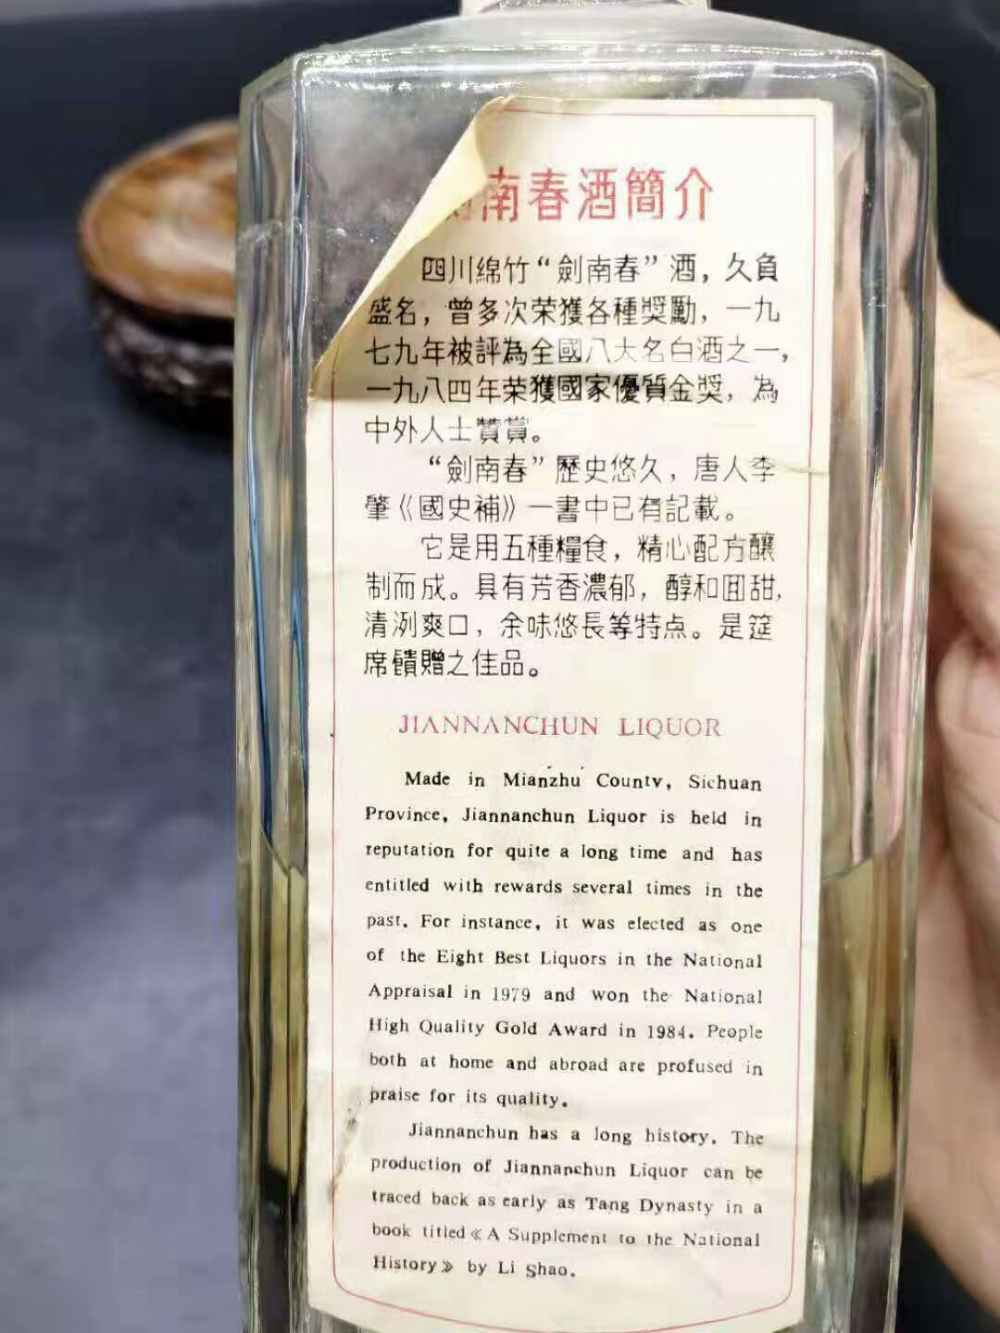 南春酒簡介
四川绵竹“劍南春”酒，久負
盛名，曾多次荣獲各種獎勵，一九
七九年被評為全國八大名白酒之一，
一九八四年荣獲國家優質金獎，為
中外人士贊賞。
“劍南春”歷史悠久，唐人李
肇《國史補》一書中已有記載。
它是用五種糧食，精心配方釀
制而成。具有芳香濃郁，醇和回甜，
清洌爽口，余味悠長等特点。是筵
席饋贈之佳品。
JIANNANCHUN LIQUOR
Made in Mianzhu County, Sichuan
Province, Jiannanchun Liquor is held in
reputation for quite a long time and has
entitled with rewards several times in the
past. For instance, it was elected as one
of the Eight Best Liquors in the National
Appraisal in 1979 and won the National
High Quality Gold Award in 1984. People
both at home and abroad are profused in
praise for its quality.
Jiannanchun has a long history. The
production of Jiannanchun Liquor can be
traced back as early as Tang Dynasty in a
book titled《A Supplement to the National
History》 by Li Shao.